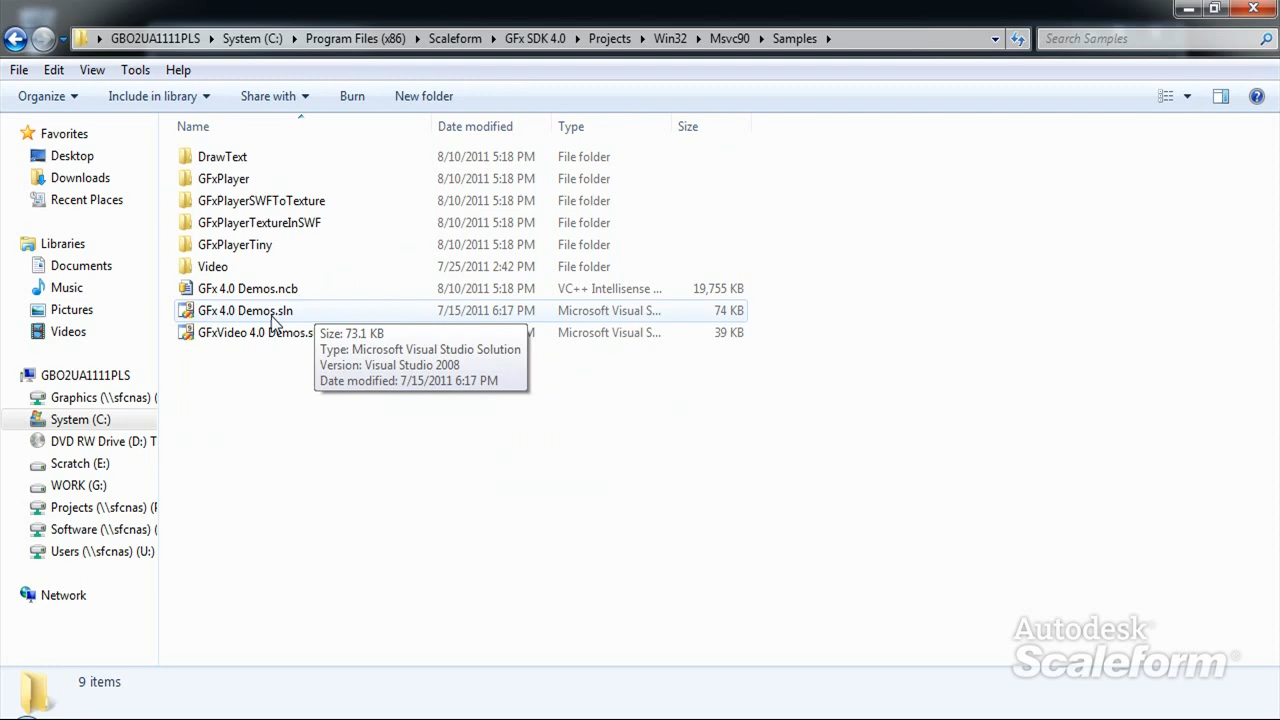 GBO2UA1111PLS System (C:) Program Files (x86) Scaleform GFx SDK 4.0 Projects Win32 Msvc90 Samples Search Samples
File Edit View Tools Help
Organize Include in library Share with Burn New folder
Name Date modified Type Size
Favorites
Desktop
Downloads
Recent Places
Libraries
Documents
Music
Pictures
Videos
GBO2UA1111PLS
Graphics (\\sfcnas) (
System (C:)
DVD RW Drive (D:) T
Scratch (E:)
WORK (G:)
Projects (\\sfcnas) (P
Software (\\sfcnas) (
Users (\\sfcnas) (U:)
Network
DrawText 8/10/2011 5:18 PM File folder
GFxPlayer 8/10/2011 5:18 PM File folder
GFxPlayerSWFToTexture 8/10/2011 5:18 PM File folder
GFxPlayerTextureInSWF 8/10/2011 5:18 PM File folder
GFxPlayerTiny 8/10/2011 5:18 PM File folder
Video 7/25/2011 2:42 PM File folder
GFx 4.0 Demos.ncb 8/10/2011 5:18 PM VC++ Intellisense ... 19,755 KB
GFx 4.0 Demos.sln 7/15/2011 6:17 PM Microsoft Visual S... 74 KB
GFxVideo 4.0 Demos.s M Microsoft Visual S... 39 KB
Size: 73.1 KB
Type: Microsoft Visual Studio Solution
Version: Visual Studio 2008
Date modified: 7/15/2011 6:17 PM
9 items
Autodesk
Scaleform